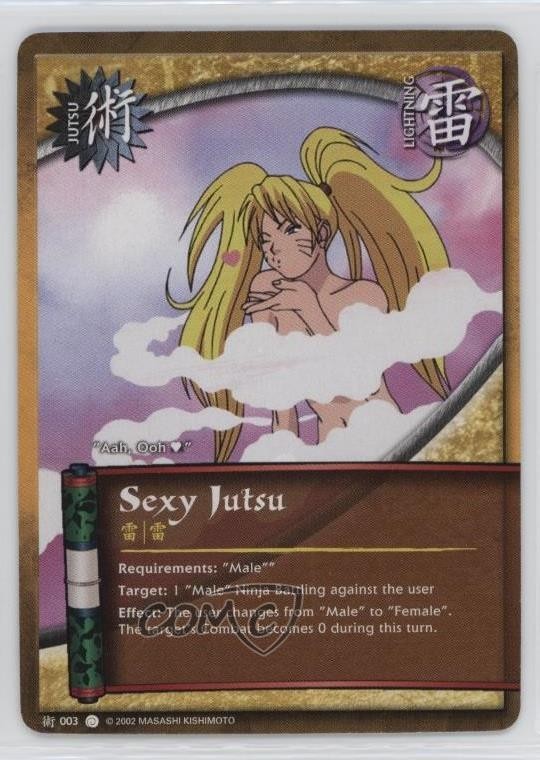 JUTSU
術
LIGHTNING
雷
"Aah, Ooh ♥"
Sexy Jutsu
雷|雷
Requirements: "Male""
Target: 1 "Male" Ninja Battling against the user
Effect: The user changes from "Male" to "Female".
The target's Combat becomes 0 during this turn.
COMC
術 003 © 2002 MASASHI KISHIMOTO